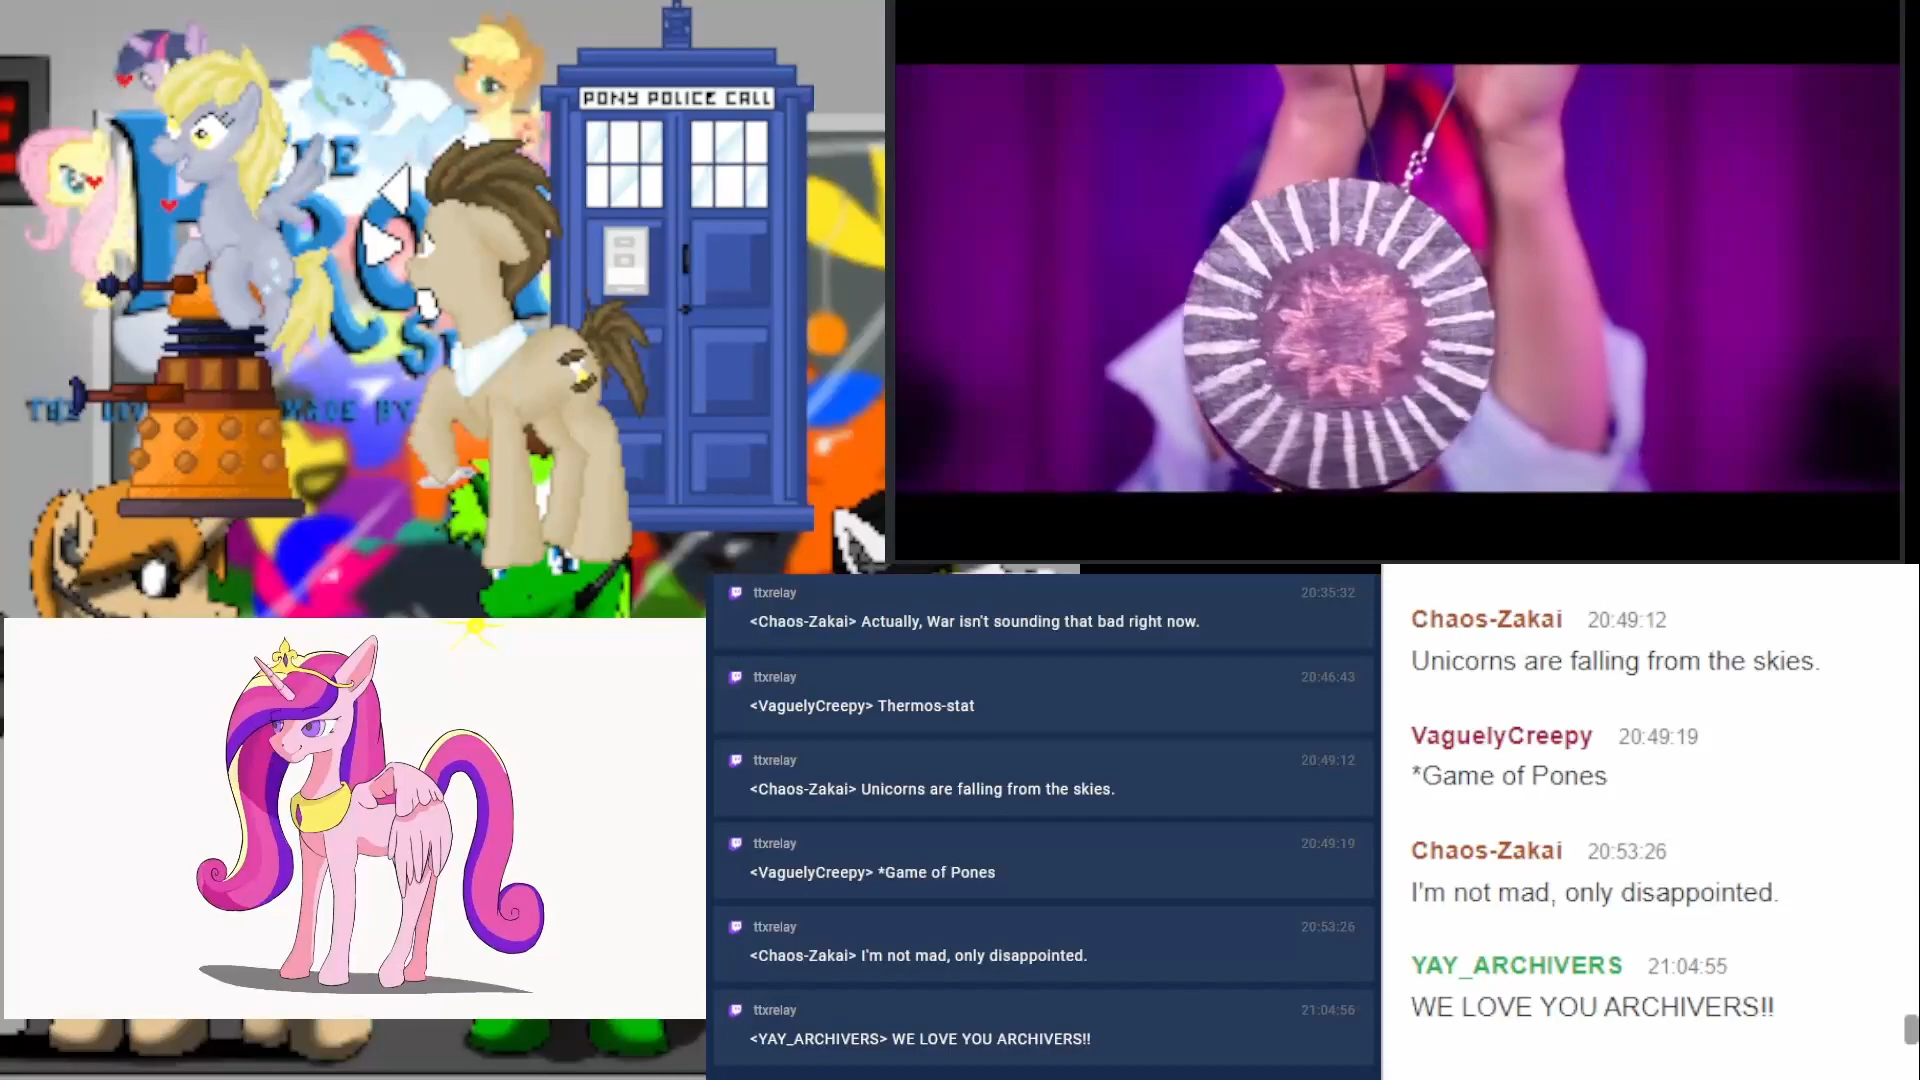 PONY POLICE CALL
THE
MADE BY
ttxrelay 20:35:32
<Chaos-Zakai> Actually, War isn't sounding that bad right now.
ttxrelay 20:46:43
<VaguelyCreepy> Thermos-stat
ttxrelay 20:49:12
<Chaos-Zakai> Unicorns are falling from the skies.
ttxrelay 20:49:19
<VaguelyCreepy> *Game of Pones
ttxrelay 20:53:26
<Chaos-Zakai> I'm not mad, only disappointed.
ttxrelay 21:04:56
<YAY_ARCHIVERS> WE LOVE YOU ARCHIVERS!!
Chaos-Zakai 20:49:12
Unicorns are falling from the skies.
VaguelyCreepy 20:49:19
*Game of Pones
Chaos-Zakai 20:53:26
I'm not mad, only disappointed.
YAY_ARCHIVERS 21:04:55
WE LOVE YOU ARCHIVERS!!